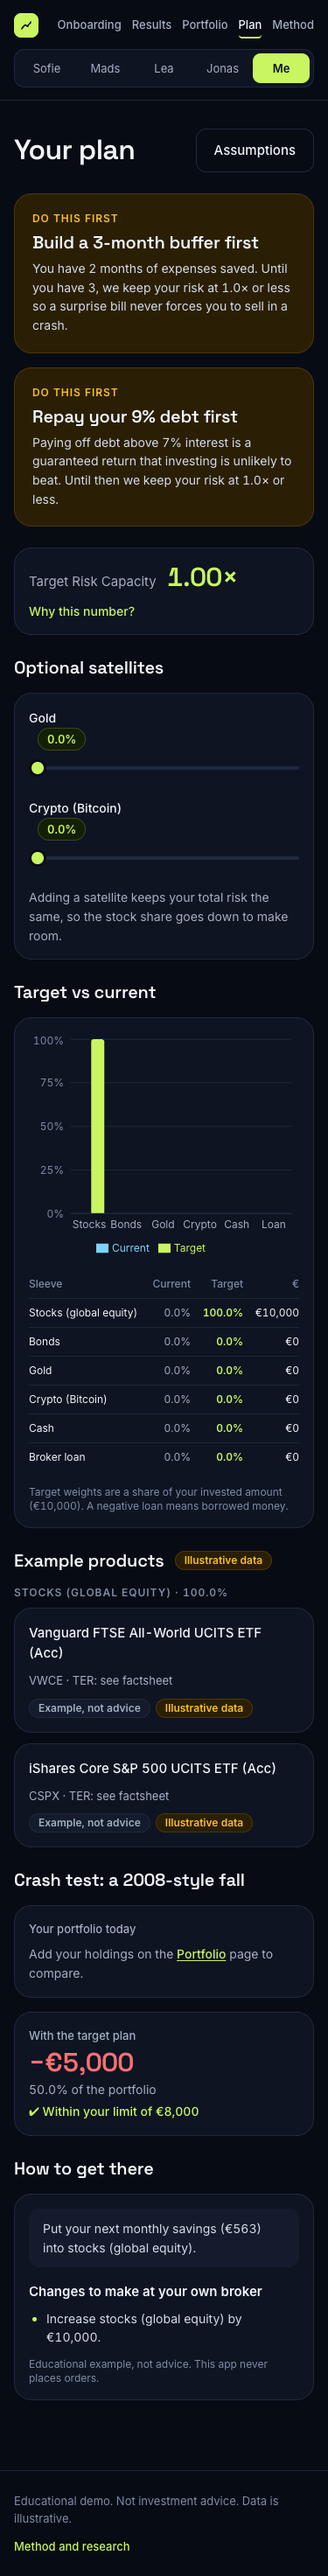 Onboarding Results Portfolio Plan Method
Sofie Mads Lea Jonas Me
Your plan
Assumptions
DO THIS FIRST
Build a 3-month buffer first
You have 2 months of expenses saved. Until
you have 3, we keep your risk at 1.0× or less
so a surprise bill never forces you to sell in a
crash.
DO THIS FIRST
Repay your 9% debt first
Paying off debt above 7% interest is a
guaranteed return that investing is unlikely to
beat. Until then we keep your risk at 1.0× or
less.
Target Risk Capacity 1.00×
Why this number?
Optional satellites
Gold
0.0%
Crypto (Bitcoin)
0.0%
Adding a satellite keeps your total risk the
same, so the stock share goes down to make
room.
Target vs current
100%
75%
50%
25%
0%
Stocks Bonds Gold Crypto Cash Loan
Current Target
Sleeve Current Target €
Stocks (global equity) 0.0% 100.0% €10,000
Bonds 0.0% 0.0% €0
Gold 0.0% 0.0% €0
Crypto (Bitcoin) 0.0% 0.0% €0
Cash 0.0% 0.0% €0
Broker loan 0.0% 0.0% €0
Target weights are a share of your invested amount
(€10,000). A negative loan means borrowed money.
Example products Illustrative data
STOCKS (GLOBAL EQUITY) · 100.0%
Vanguard FTSE All-World UCITS ETF
(Acc)
VWCE · TER: see factsheet
Example, not advice Illustrative data
iShares Core S&P 500 UCITS ETF (Acc)
CSPX · TER: see factsheet
Example, not advice Illustrative data
Crash test: a 2008-style fall
Your portfolio today
Add your holdings on the Portfolio page to
compare.
With the target plan
−€5,000
50.0% of the portfolio
✔ Within your limit of €8,000
How to get there
Put your next monthly savings (€563)
into stocks (global equity).
Changes to make at your own broker
• Increase stocks (global equity) by
€10,000.
Educational example, not advice. This app never
places orders.
Educational demo. Not investment advice. Data is
illustrative.
Method and research